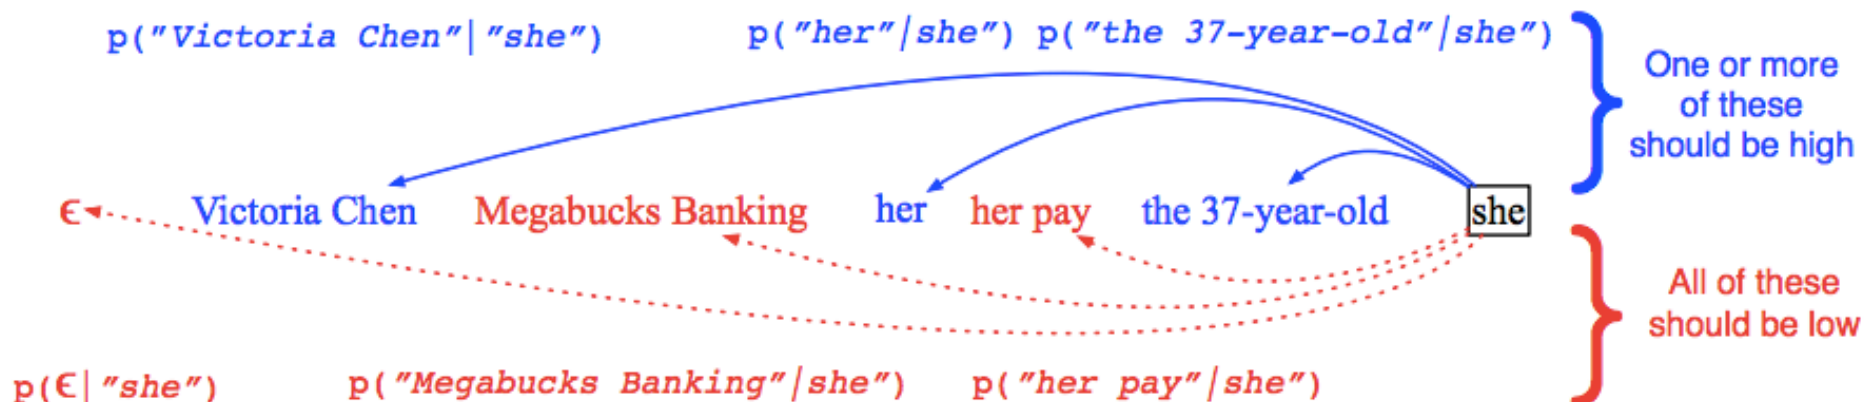 p("Victoria Chen"|"she") p("her"|she") p("the 37-year-old"|she")
One or more
of these
should be high
ϵ Victoria Chen Megabucks Banking her her pay the 37-year-old she
All of these
should be low
p(ϵ|"she") p("Megabucks Banking"|she") p("her pay"|she")